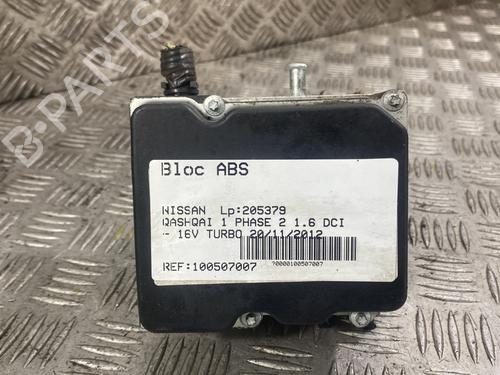 Bloc ABS
NISSAN Lp:205379
QASHQAI 1 PHASE 2 1.6 DCI
- 16V TURBO 20/11/2012
REF:100507007
70000100507007
B-PARTS